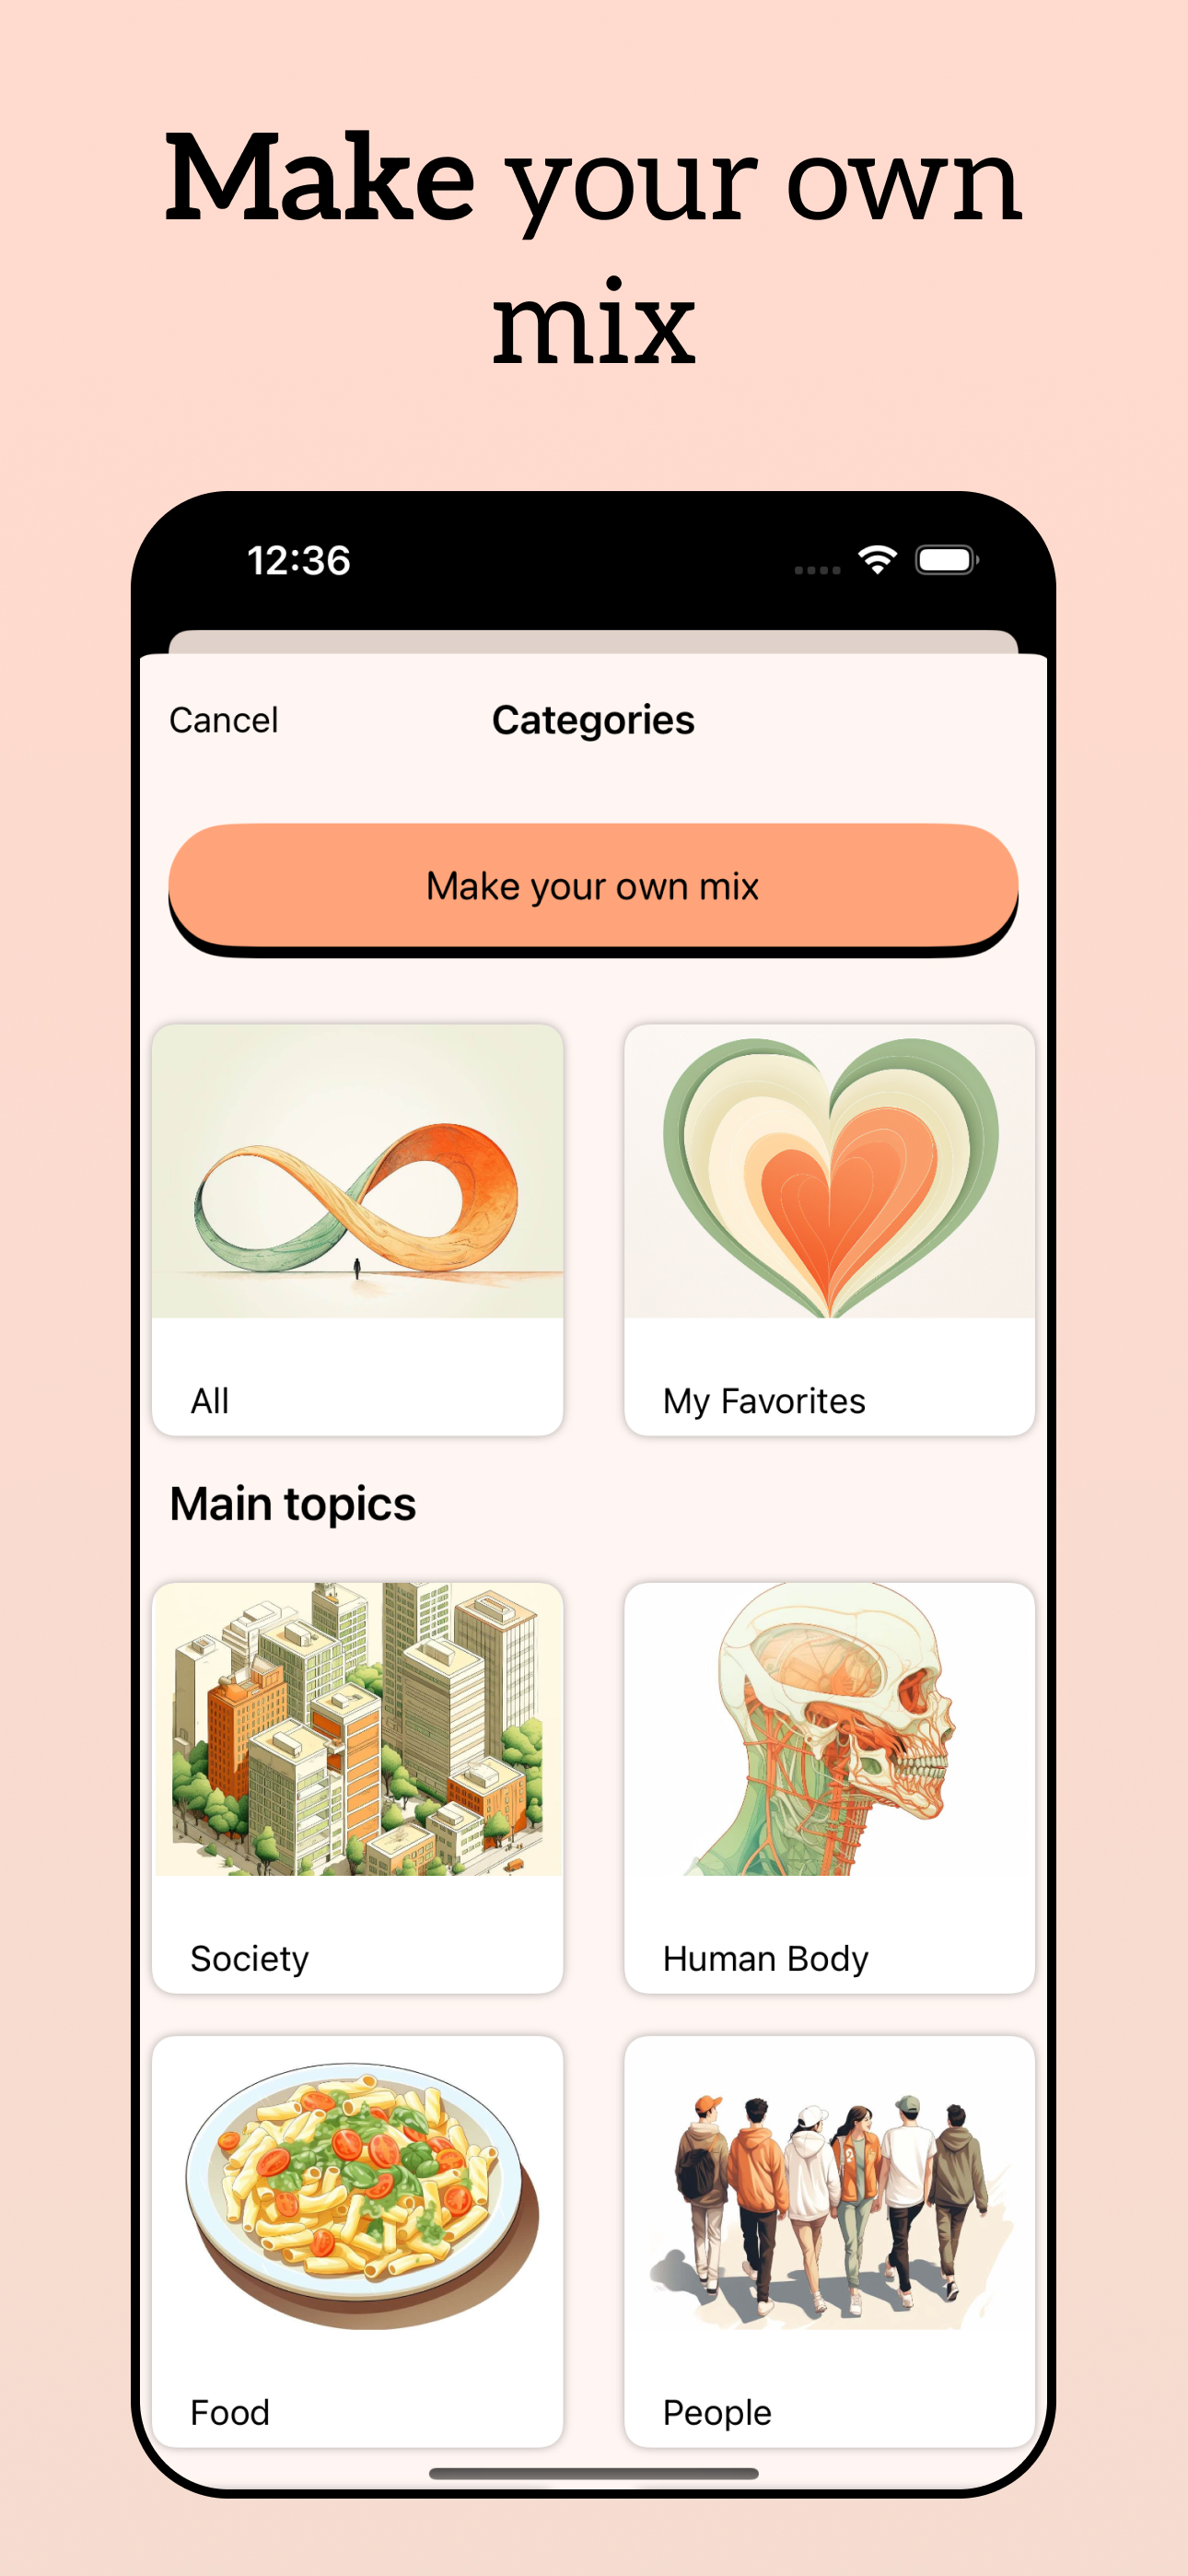 Make your own
mix
12:36
Cancel
Categories
Make your own mix
All
My Favorites
Main topics
Society
Human Body
Food
People